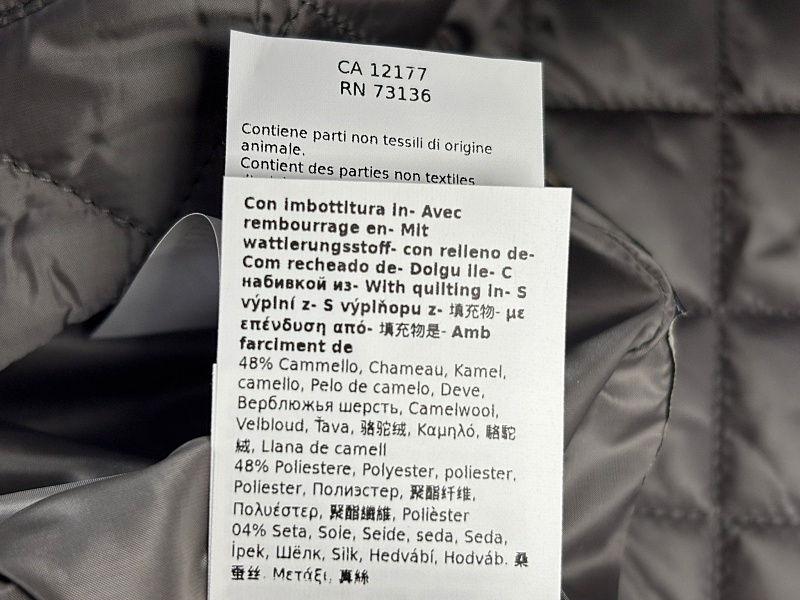 CA 12177
RN 73136
Contiene parti non tessili di origine
animale.
Contient des parties non textiles
Con imbottitura in- Avec
rembourrage en- Mit
wattierungsstoff- con relleno de-
Com recheado de- Dolgu ile- С
набивкой из- With quilting in- S
výplní z- S výplňopu z- 填充物- με
επένδυση από- 填充物是- Amb
farciment de
48% Cammello, Chameau, Kamel,
camello, Pelo de camelo, Deve,
Верблюжья шерсть, Camelwool,
Velbloud, Ťava, 骆驼绒, Καμηλό, 駱駝
絨, Llana de camell
48% Poliestere, Polyester, poliester,
Poliester, Полиэстер, 聚酯纤维,
Πολυέστερ, 聚酯纖維, Polièster
04% Seta, Soie, Seide, seda, Seda,
İpek, Шёлк, Silk, Hedvábí, Hodváb. 桑
蚕丝. Μετάξι, 真絲